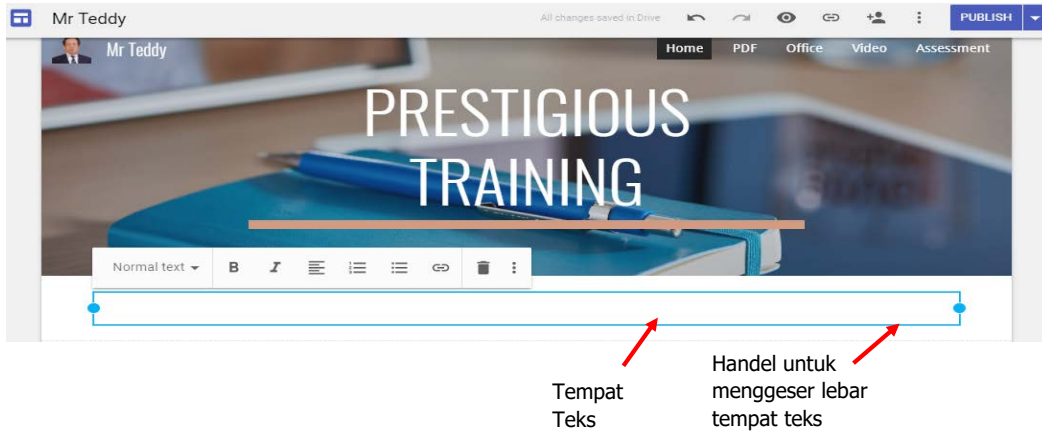 Mr Teddy
All changes saved in Drive
PUBLISH
Mr Teddy
Home PDF Office Video Assessment
PRESTIGIOUS
TRAINING
Normal text B I
Tempat
Teks
Handel untuk
menggeser lebar
tempat teks